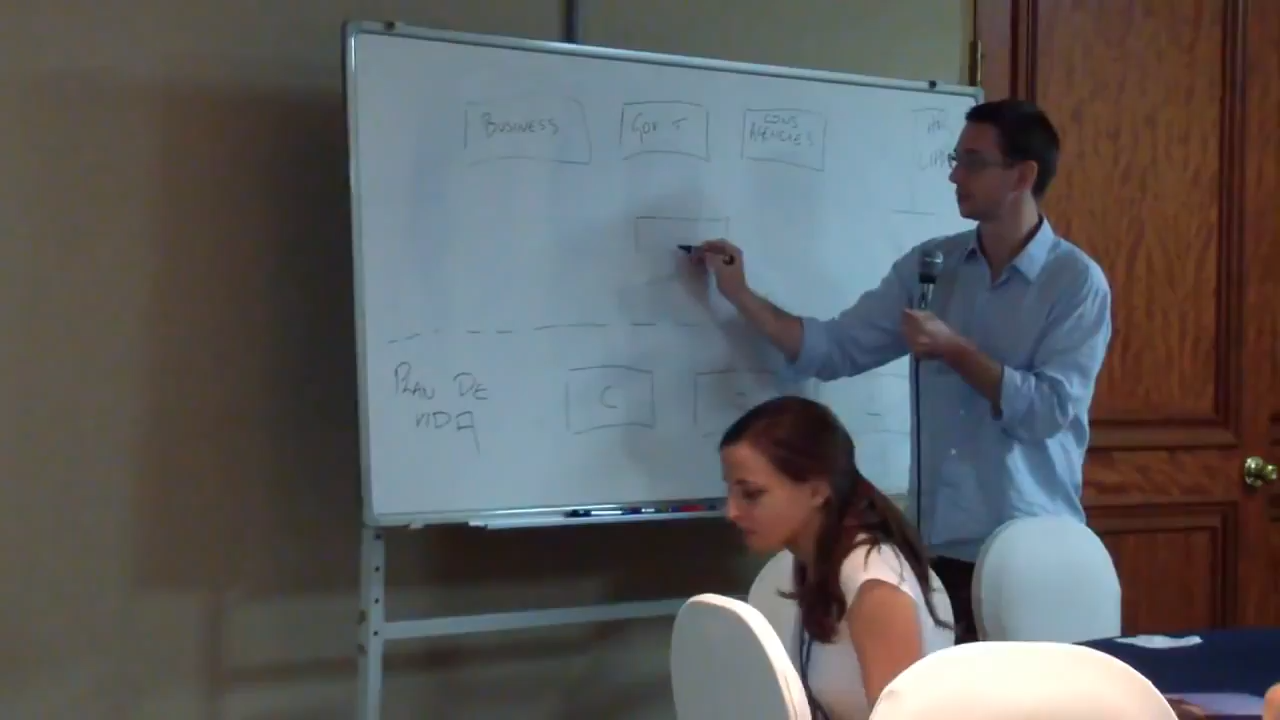 BUSINESS
GOV T
CONS
AGENCIES
PLAN DE
VIDA
C